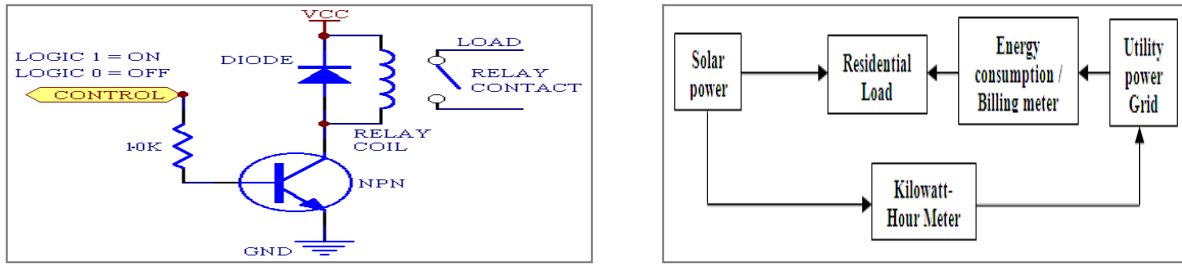 VCC
LOGIC 1 = ON
LOGIC 0 = OFF
CONTROL
DIODE
LOAD
RELAY
CONTACT
RELAY
COIL
10K
NPN
GND
Solar
power
Residential
Load
Energy
consumption /
Billing meter
Utility
power
Grid
Kilowatt-
Hour Meter